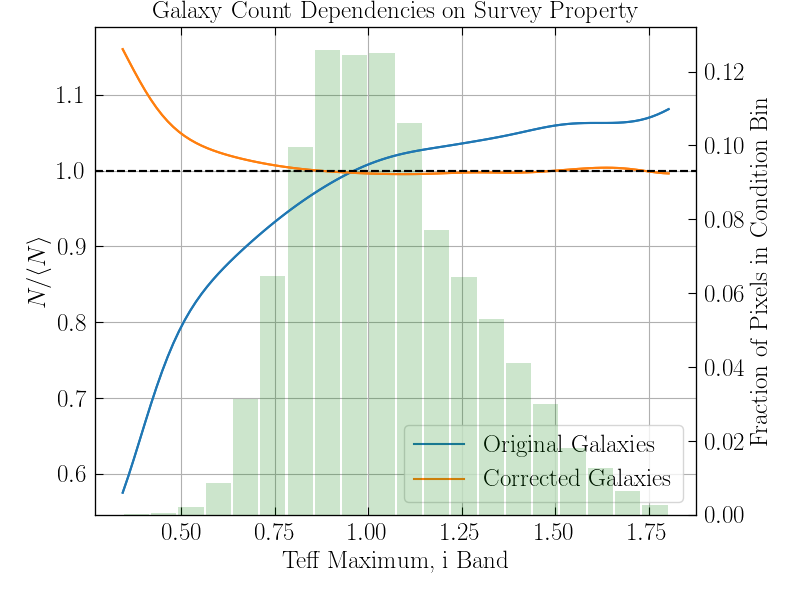 Galaxy Count Dependencies on Survey Property
1.1
1.0
0.9
0.8
0.7
0.6
N/⟨N⟩
0.12
0.10
0.08
0.06
0.04
0.02
0.00
Fraction of Pixels in Condition Bin
Original Galaxies
Corrected Galaxies
0.50 0.75 1.00 1.25 1.50 1.75
Teff Maximum, i Band